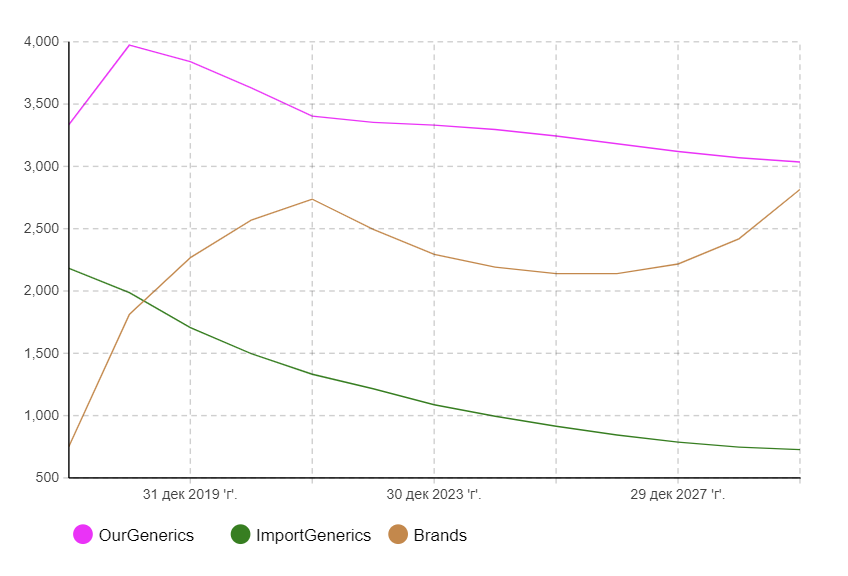 4,000
3,500
3,000
2,500
2,000
1,500
1,000
500
31 дек 2019 'г'.
30 дек 2023 'г'.
29 дек 2027 'г'.
OurGenerics
ImportGenerics
Brands